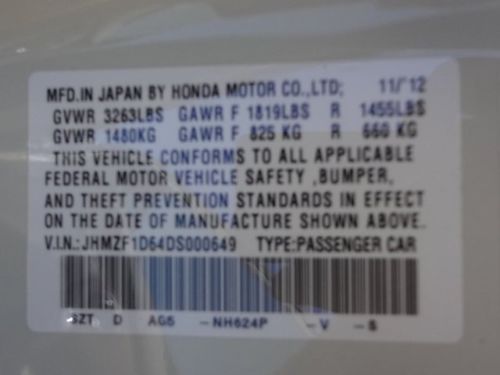 MFD.IN JAPAN BY HONDA MOTOR CO.,LTD; 11/'12
GVWR 3263LBS GAWR F 1819LBS R 1455LBS
GVWR 1480KG GAWR F 825 KG R 660 KG
THIS VEHICLE CONFORMS TO ALL APPLICABLE
FEDERAL MOTOR VEHICLE SAFETY ,BUMPER,
AND THEFT PREVENTION STANDARDS IN EFFECT
ON THE DATE OF MANUFACTURE SHOWN ABOVE.
V.I.N.:JHMZF1D64DS000649 TYPE:PASSENGER CAR
SZT D AG5 -NH624P -V -S